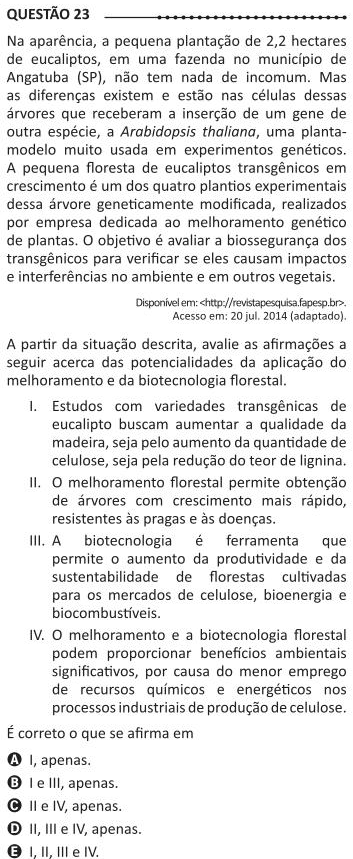 QUESTÃO 23
Na aparência, a pequena plantação de 2,2 hectares
de eucaliptos, em uma fazenda no município de
Angatuba (SP), não tem nada de incomum. Mas
as diferenças existem e estão nas células dessas
árvores que receberam a inserção de um gene de
outra espécie, a Arabidopsis thaliana, uma planta-
modelo muito usada em experimentos genéticos.
A pequena floresta de eucaliptos transgênicos em
crescimento é um dos quatro plantios experimentais
dessa árvore geneticamente modificada, realizados
por empresa dedicada ao melhoramento genético
de plantas. O objetivo é avaliar a biossegurança dos
transgênicos para verificar se eles causam impactos
e interferências no ambiente e em outros vegetais.
Disponível em: <http://revistapesquisa.fapesp.br>.
Acesso em: 20 jul. 2014 (adaptado).
A partir da situação descrita, avalie as afirmações a
seguir acerca das potencialidades da aplicação do
melhoramento e da biotecnologia florestal.
I. Estudos com variedades transgênicas de
eucalipto buscam aumentar a qualidade da
madeira, seja pelo aumento da quantidade de
celulose, seja pela redução do teor de lignina.
II. O melhoramento florestal permite obtenção
de árvores com crescimento mais rápido,
resistentes às pragas e às doenças.
III. A biotecnologia é ferramenta que
permite o aumento da produtividade e da
sustentabilidade de florestas cultivadas
para os mercados de celulose, bioenergia e
biocombustíveis.
IV. O melhoramento e a biotecnologia florestal
podem proporcionar benefícios ambientais
significativos, por causa do menor emprego
de recursos químicos e energéticos nos
processos industriais de produção de celulose.
É correto o que se afirma em
A I, apenas.
B I e III, apenas.
C II e IV, apenas.
D II, III e IV, apenas.
E I, II, III e IV.